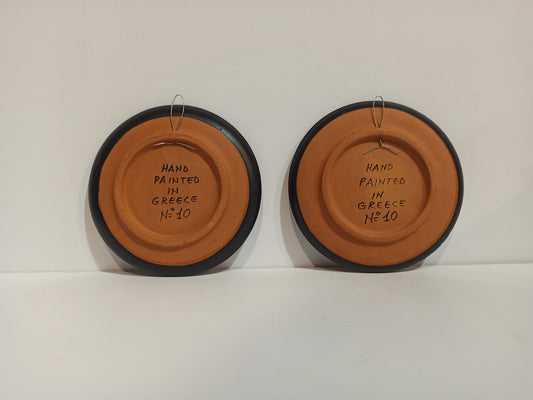 HAND
PAINTED
IN
GREECE
Nº10
HAND
PAINTED
IN
GREECE
Nº10